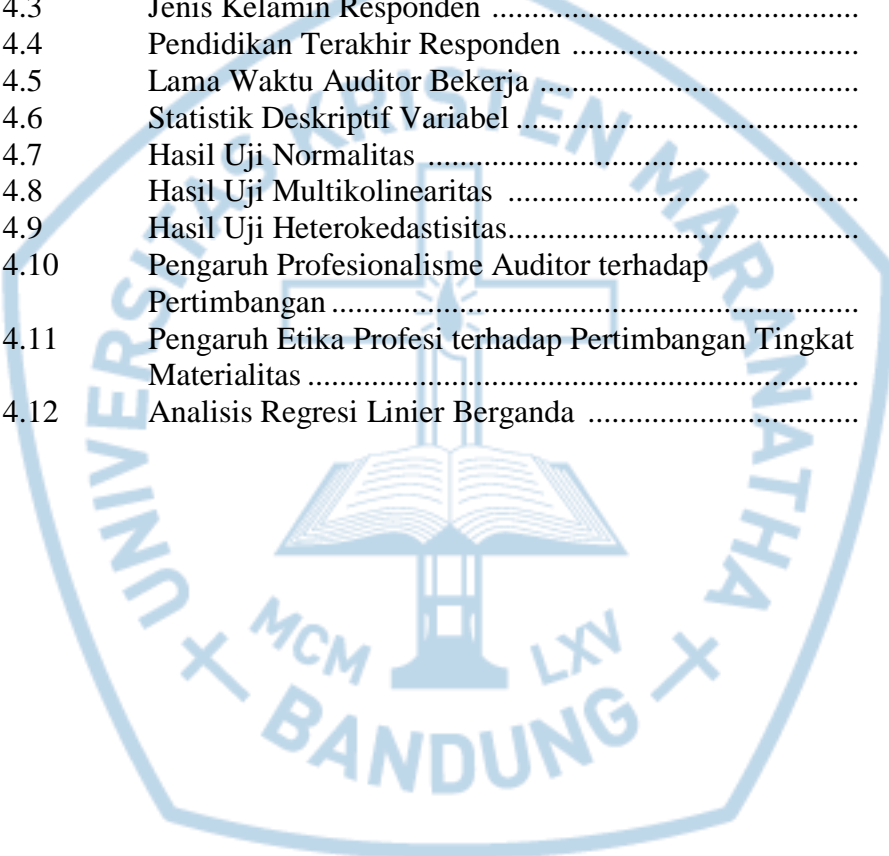 4.3 Jenis Kelamin Responden ..................................................
4.4 Pendidikan Terakhir Responden .......................................
4.5 Lama Waktu Auditor Bekerja ...........................................
4.6 Statistik Deskriptif Variabel ..............................................
4.7 Hasil Uji Normalitas ..........................................................
4.8 Hasil Uji Multikolinearitas ...............................................
4.9 Hasil Uji Heterokedastisitas...............................................
4.10 Pengaruh Profesionalisme Auditor terhadap
Pertimbangan .......................................................................
4.11 Pengaruh Etika Profesi terhadap Pertimbangan Tingkat
Materialitas ..........................................................................
4.12 Analisis Regresi Linier Berganda .....................................
UNIVERSITAS KRISTEN MARANATHA
MCM LXV
BANDUNG